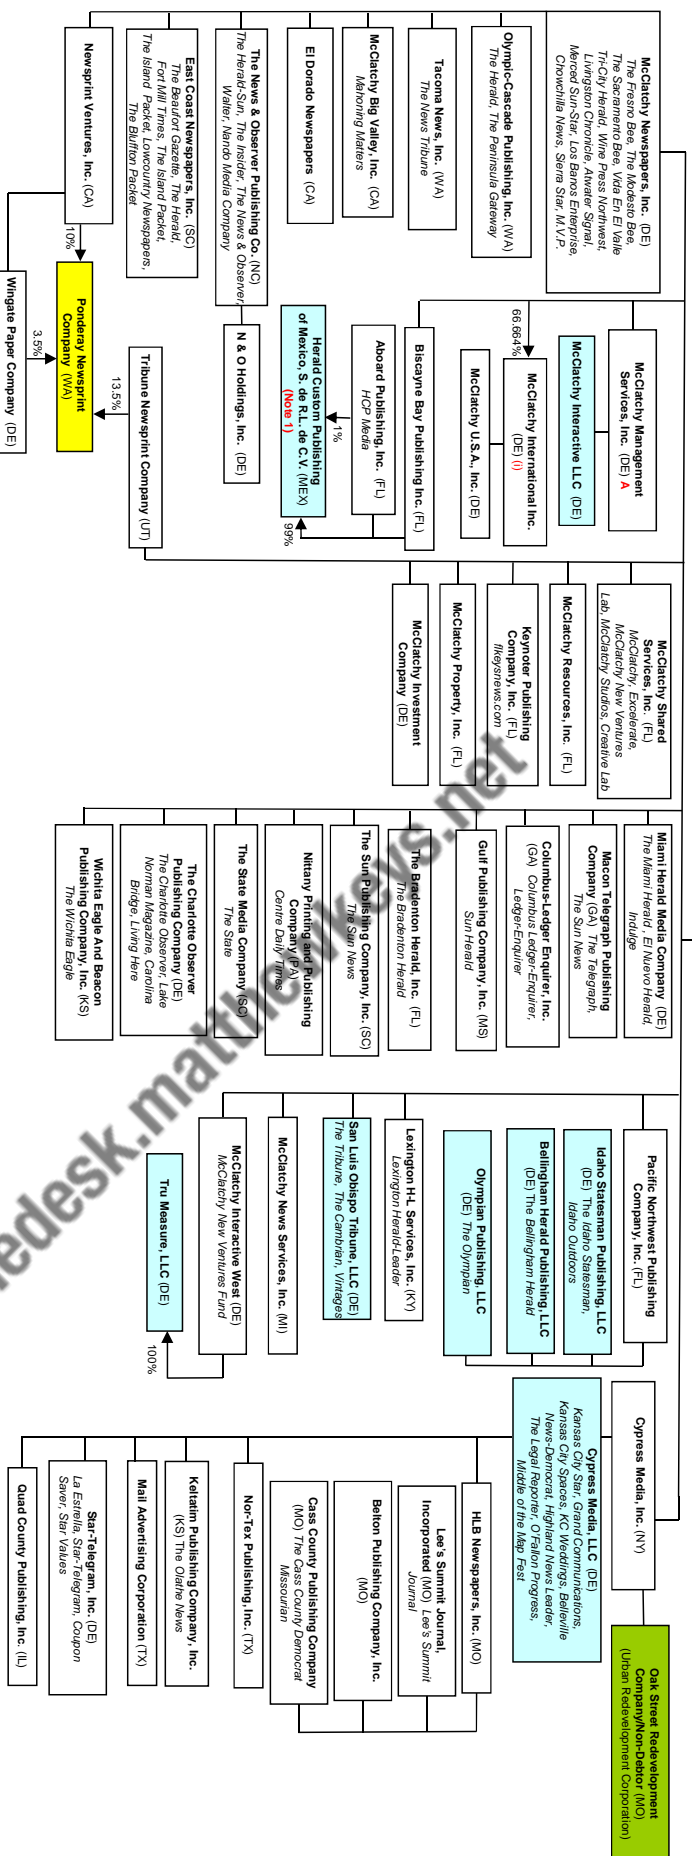 McClatchy Newspapers, Inc. (DE)
The Fresno Bee, The Modesto Bee,
The Sacramento Bee, Vida En El Valle
Tri-City Herald, Wine Press Northwest,
Livingston Chronicle, Atwater Signal,
Merced Sun-Star, Los Banos Enterprise,
Chowchilla News, Sierra Star, M.V.P.
Olympic-Cascade Publishing, Inc. (WA)
The Herald, The Peninsula Gateway
Tacoma News, Inc. (WA)
The News Tribune
McClatchy Big Valley, Inc. (CA)
Mahoning Matters
El Dorado Newspapers (CA)
The News & Observer Publishing Co. (NC)
The Herald-Sun, The Insider, The News & Observer,
Walter, Nando Media Company
East Coast Newspapers, Inc. (SC)
The Beaufort Gazette, The Herald,
Fort Mill Times, The Island Packet,
The Island Packet, Lowcountry Newspapers,
The Bluffton Packet
Newsprint Ventures, Inc. (CA)
McClatchy Management
Services, Inc. (DE) A
McClatchy Interactive LLC (DE)
66.664%
McClatchy International Inc.
(DE) (i)
McClatchy U.S.A., Inc. (DE)
Biscayne Bay Publishing Inc. (FL)
Aboard Publishing, Inc. (FL)
HCP Media
1%
99%
Herald Custom Publishing
of Mexico, S. de R.L. de C.V. (MEX)
(Note 1)
N & O Holdings, Inc. (DE)
Tribune Newsprint Company (UT)
13.5%
10%
Ponderay Newsprint
Company (WA)
3.5%
Wingate Paper Company (DE)
McClatchy Shared
Services, Inc. (FL)
McClatchy, Excelerate,
McClatchy New Ventures
Lab, McClatchy Studios, Creative Lab
McClatchy Resources, Inc. (FL)
Keynoter Publishing
Company, Inc. (FL)
flkeysnews.com
McClatchy Property, Inc. (FL)
McClatchy Investment
Company (DE)
Miami Herald Media Company (DE)
The Miami Herald, El Nuevo Herald,
Indulge
Macon Telegraph Publishing
Company (GA) The Telegraph,
The Sun News
Columbus-Ledger Enquirer, Inc.
(GA) Columbus Ledger-Enquirer,
Ledger-Enquirer
Gulf Publishing Company, Inc. (MS)
Sun Herald
The Bradenton Herald, Inc. (FL)
The Bradenton Herald
The Sun Publishing Company, Inc. (SC)
The Sun News
Nittany Printing and Publishing
Company (PA)
Centre Daily Times
The State Media Company (SC)
The State
The Charlotte Observer
Publishing Company (DE)
The Charlotte Observer, Lake
Norman Magazine, Carolina
Bridge, Living Here
Wichita Eagle And Beacon
Publishing Company, Inc. (KS)
The Wichita Eagle
Pacific Northwest Publishing
Company, Inc. (FL)
Idaho Statesman Publishing, LLC
(DE) The Idaho Statesman,
Idaho Outdoors
Bellingham Herald Publishing, LLC
(DE) The Bellingham Herald
Olympian Publishing, LLC
(DE) The Olympian
Lexington H-L Services, Inc. (KY)
Lexington Herald-Leader
San Luis Obispo Tribune, LLC (DE)
The Tribune, The Cambrian, Vintages
McClatchy News Services, Inc. (MI)
McClatchy Interactive West (DE)
McClatchy New Ventures Fund
Tru Measure, LLC (DE)
100%
Cypress Media, Inc. (NY)
Oak Street Redevelopment
Company/Non-Debtor (MO)
(Urban Redevelopment Corporation)
Cypress Media, LLC (DE)
Kansas City Star, Grand Communications,
Kansas City Spaces, KC Weddings, Belleville
News-Democrat, Highland News Leader,
The Legal Reporter, O'Fallon Progress,
Middle of the Map Fest
HLB Newspapers, Inc. (MO)
Lee's Summit Journal,
Incorporated (MO) Lee's Summit
Journal
Belton Publishing Company, Inc.
(MO)
Cass County Publishing Company
(MO) The Cass County Democrat
Missourian
Nor-Tex Publishing, Inc. (TX)
Keltatim Publishing Company, Inc.
(KS) The Olathe News
Mail Advertising Corporation (TX)
Star-Telegram, Inc. (DE)
La Estrella, Star-Telegram, Coupon
Saver, Star Values
Quad County Publishing, Inc. (IL)
edesk.matthewkeys.net